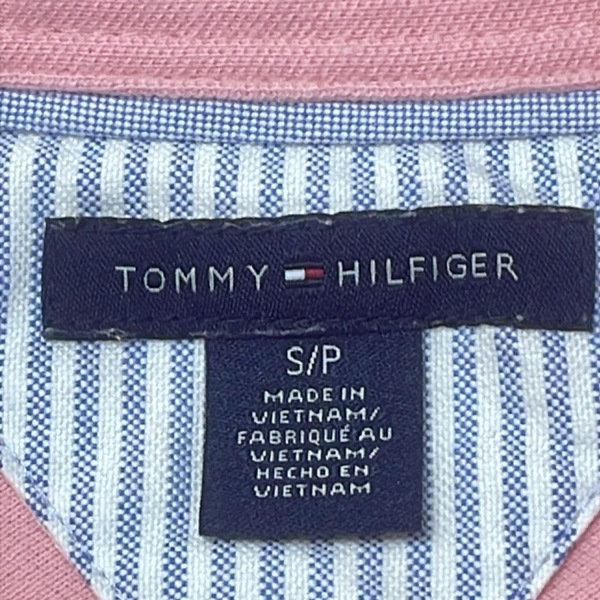 TOMMY HILFIGER
S/P
MADE IN
VIETNAM/
FABRIQUÉ AU
VIETNAM/
HECHO EN
VIETNAM